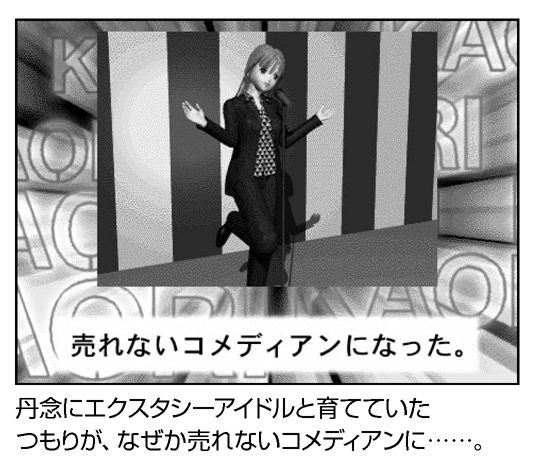 KAORI
売れないコメディアンになった。
丹念にエクスタシーアイドルと育てていた
つもりが、なぜか売れないコメディアンに……。